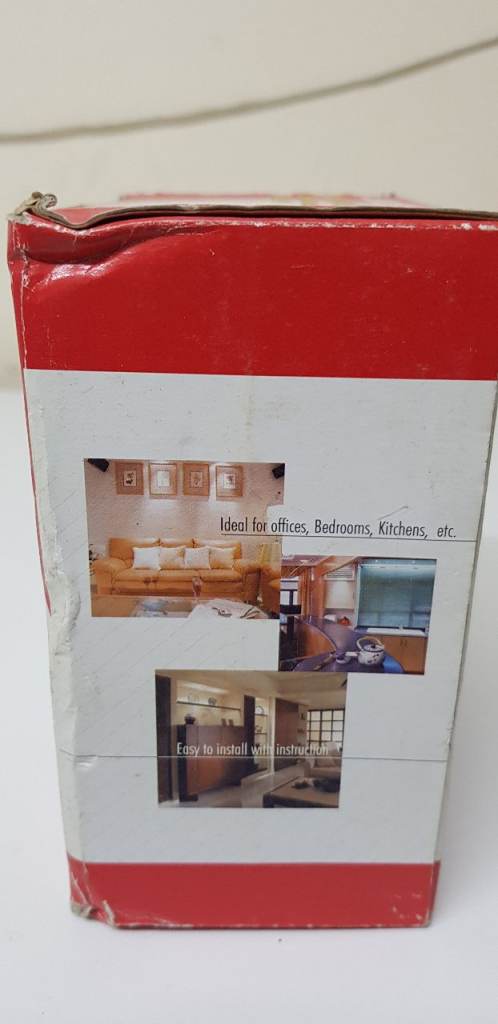 Ideal for offices, Bedrooms, Kitchens, etc.
Easy to install with instruction